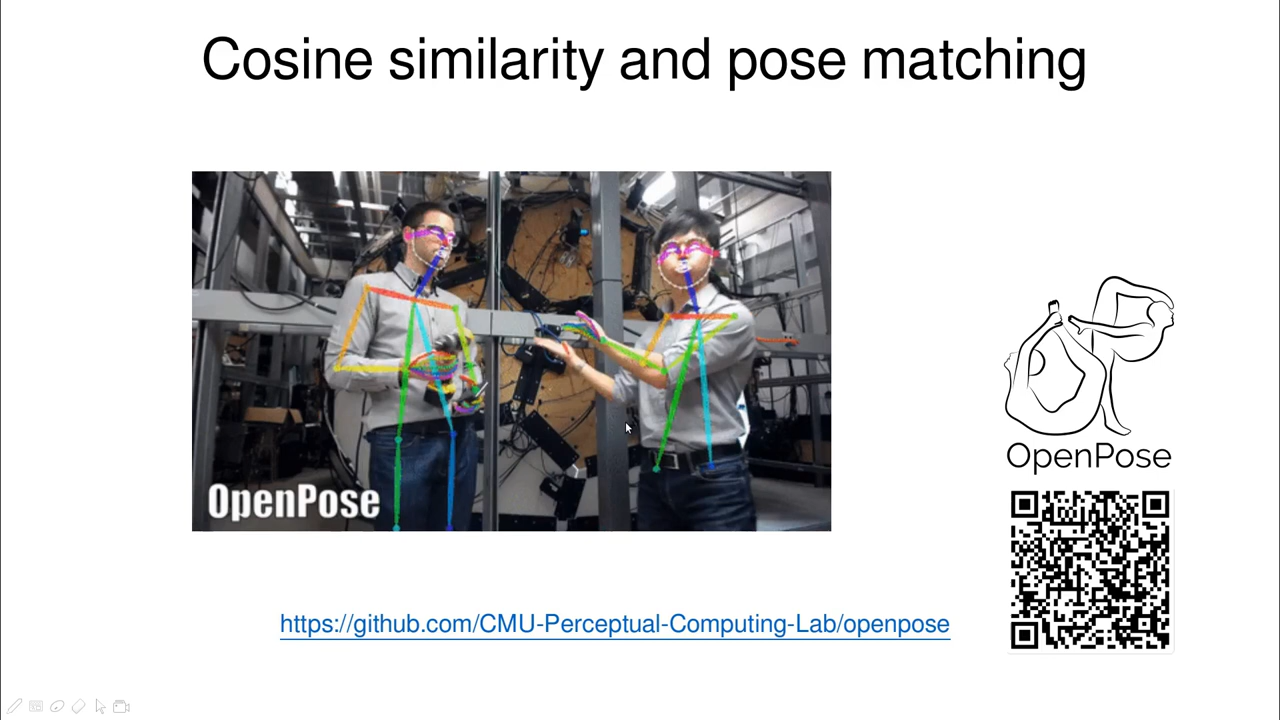 Cosine similarity and pose matching
OpenPose
OpenPose
https://github.com/CMU-Perceptual-Computing-Lab/openpose